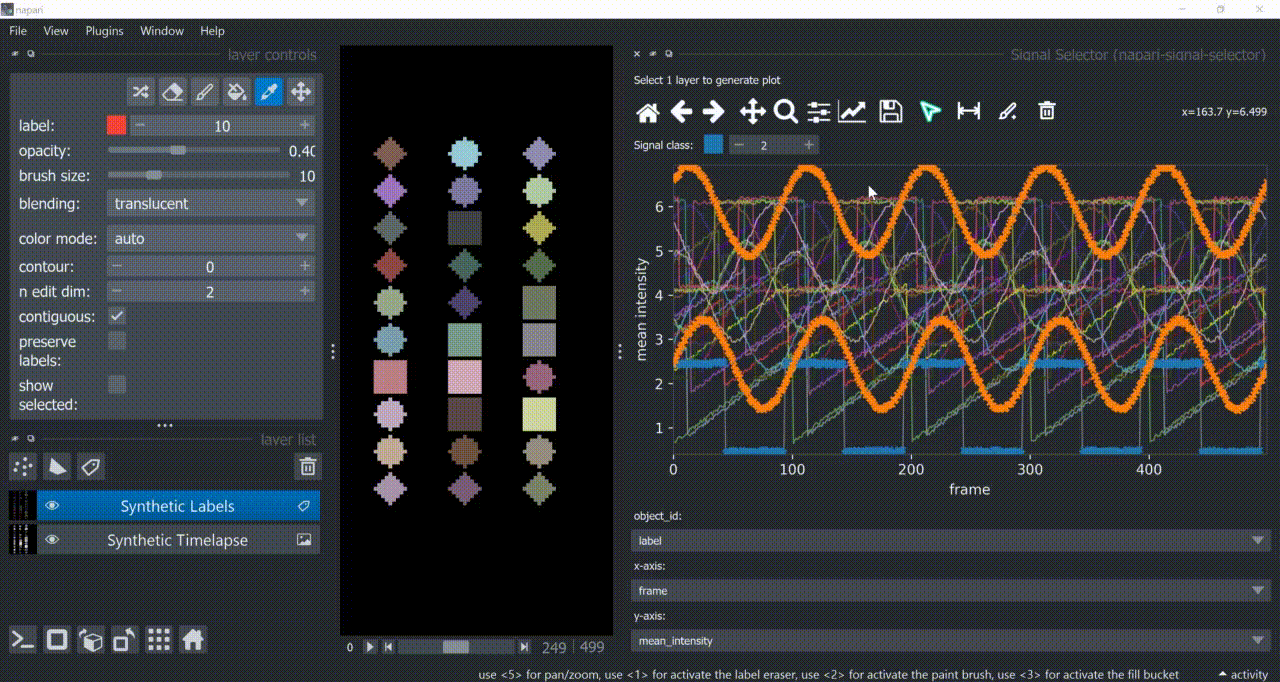 napari
File View Plugins Window Help
layer controls
label: 10
opacity: 0.40
brush size: 10
blending: translucent
color mode: auto
contour: 0
n edit dim: 2
contiguous:
preserve
labels:
show
selected:
layer list
Synthetic Labels
Synthetic Timelapse
0 249 499
Signal Selector (napari-signal-selector)
Select 1 layer to generate plot
x=163.7 y=6.499
Signal class: 2
mean intensity
6
5
4
3
2
1
0 100 200 300 400
frame
object_id:
label
x-axis:
frame
y-axis:
mean_intensity
use <5> for pan/zoom, use <1> for activate the label eraser, use <2> for activate the paint brush, use <3> for activate the fill bucket
activity